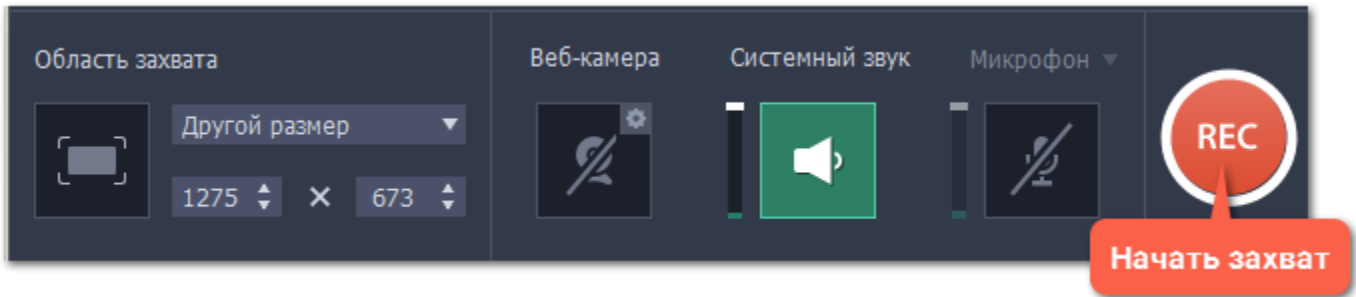 Область захвата
Веб-камера
Системный звук
Микрофон
Другой размер
1275 × 673
REC
Начать захват